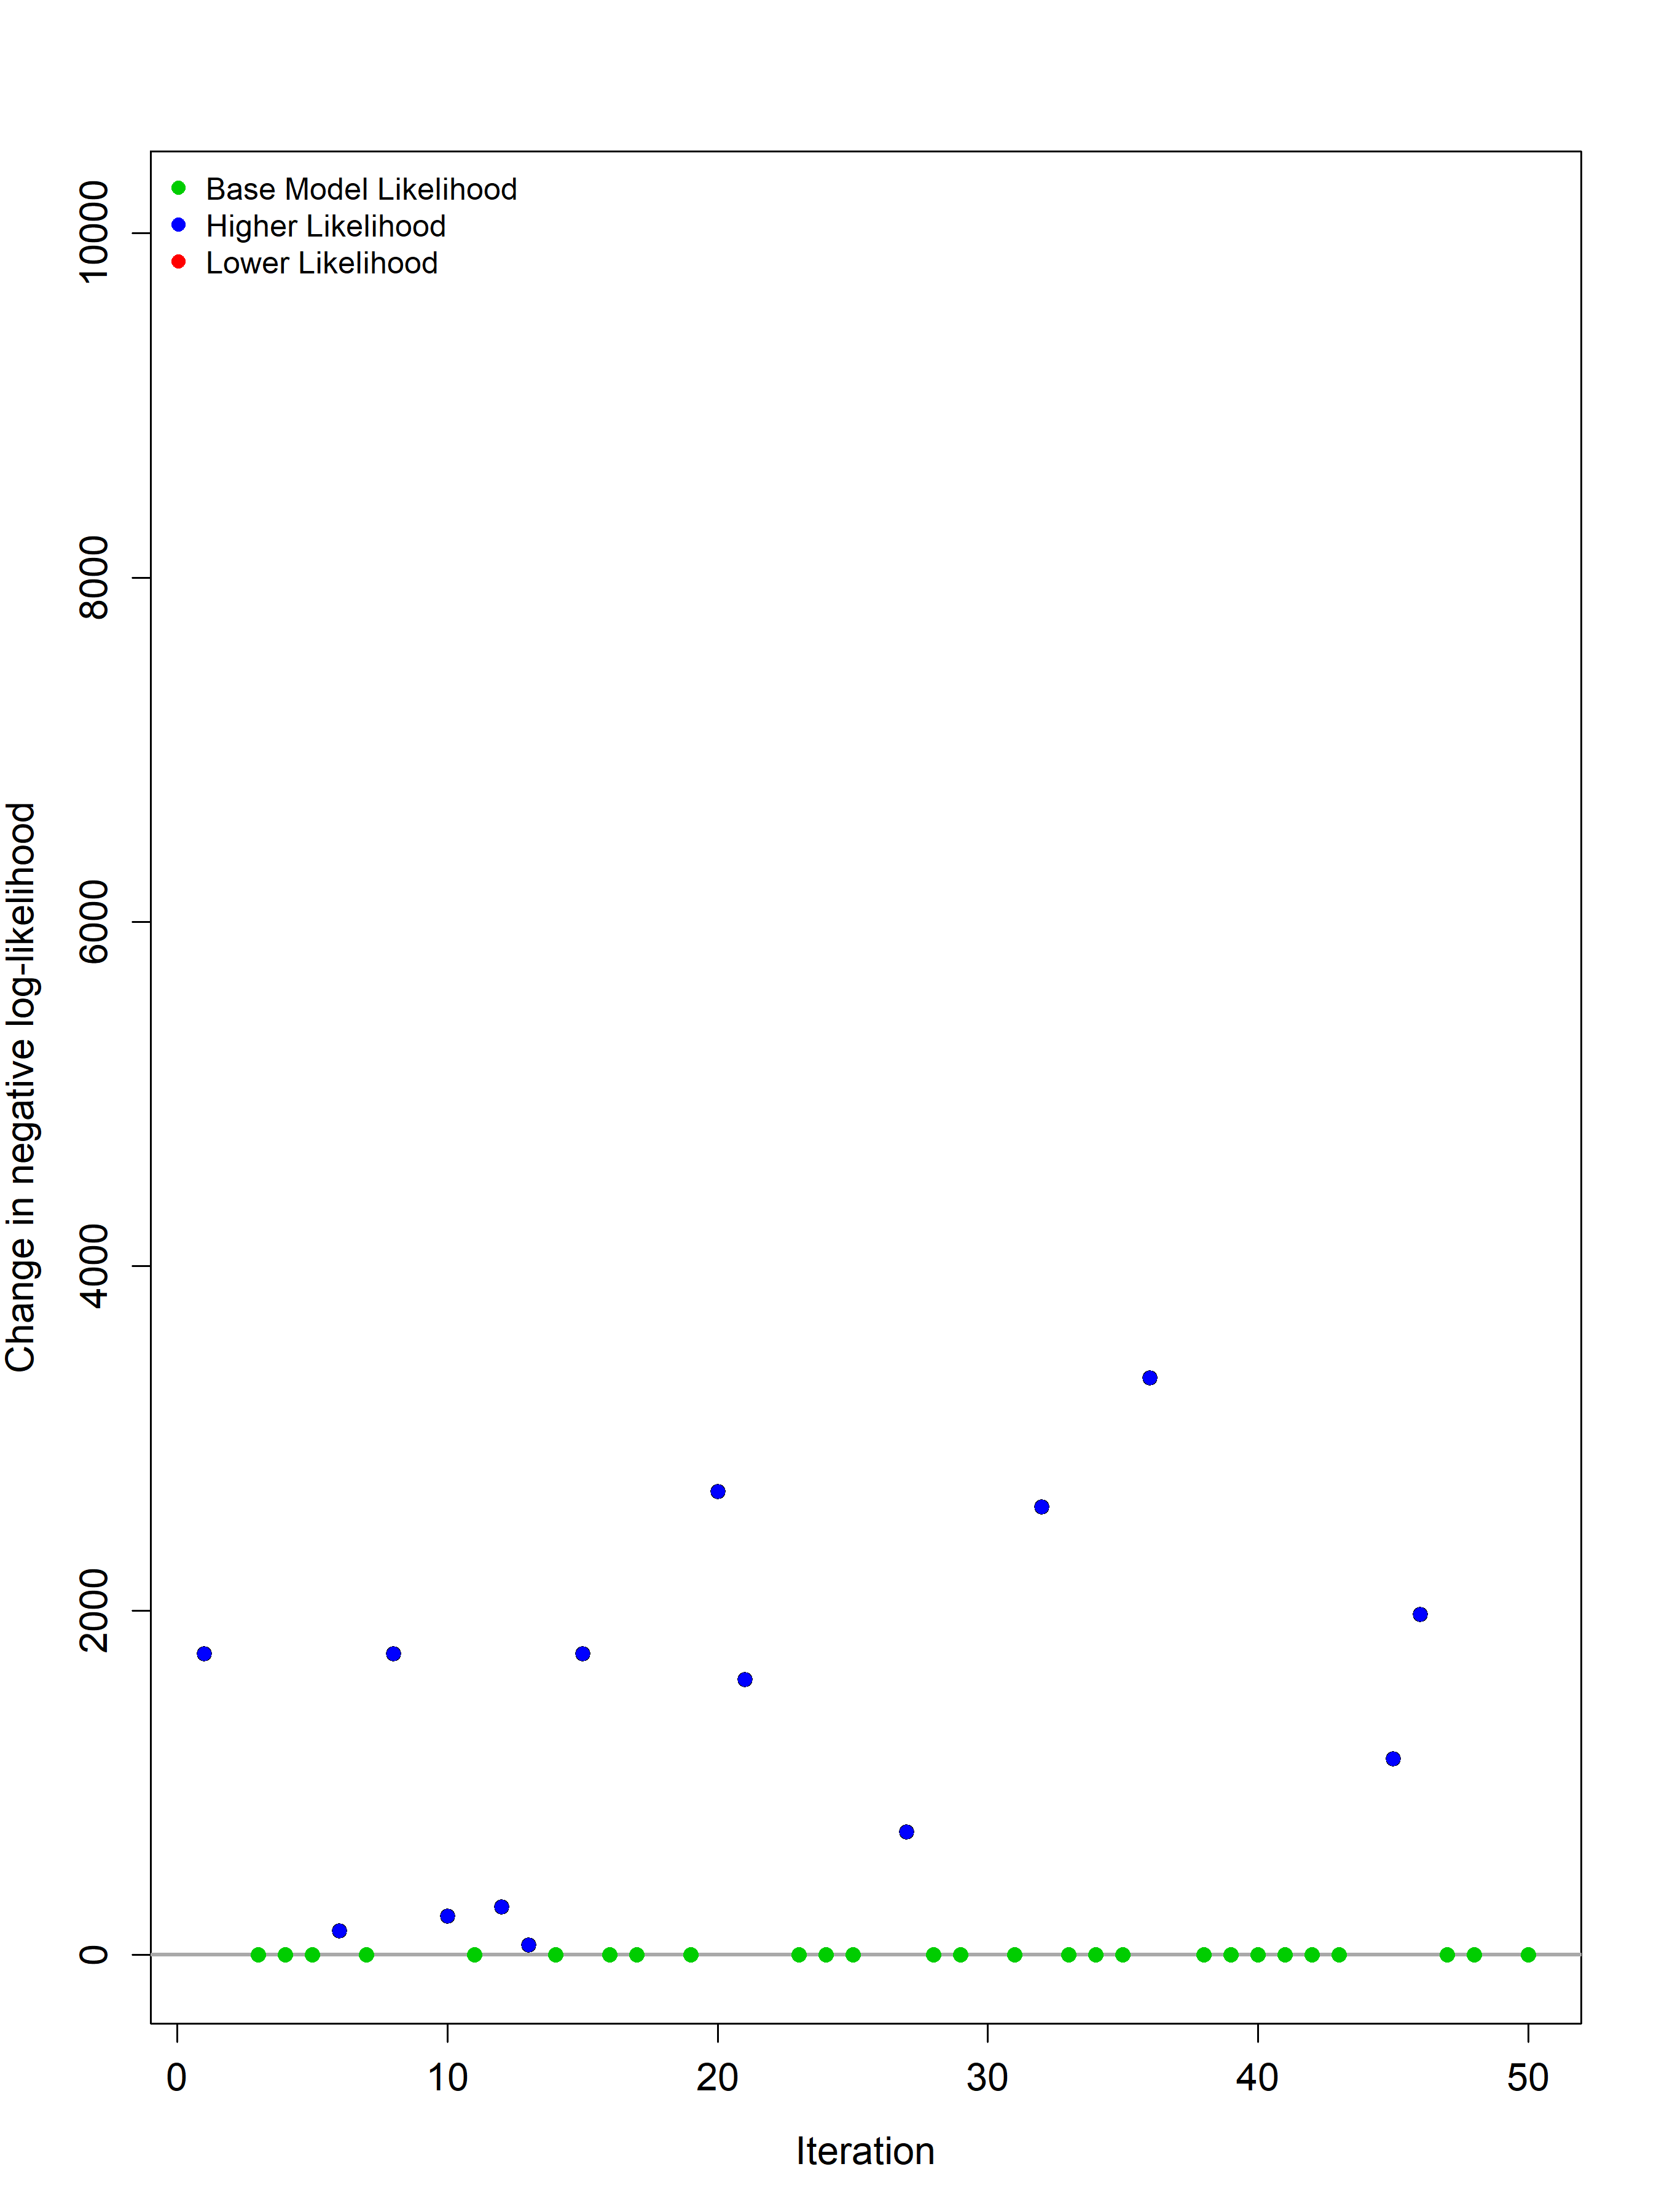 Base Model Likelihood
Higher Likelihood
Lower Likelihood
10000
8000
6000
4000
2000
0
Change in negative log-likelihood
0 10 20 30 40 50
Iteration